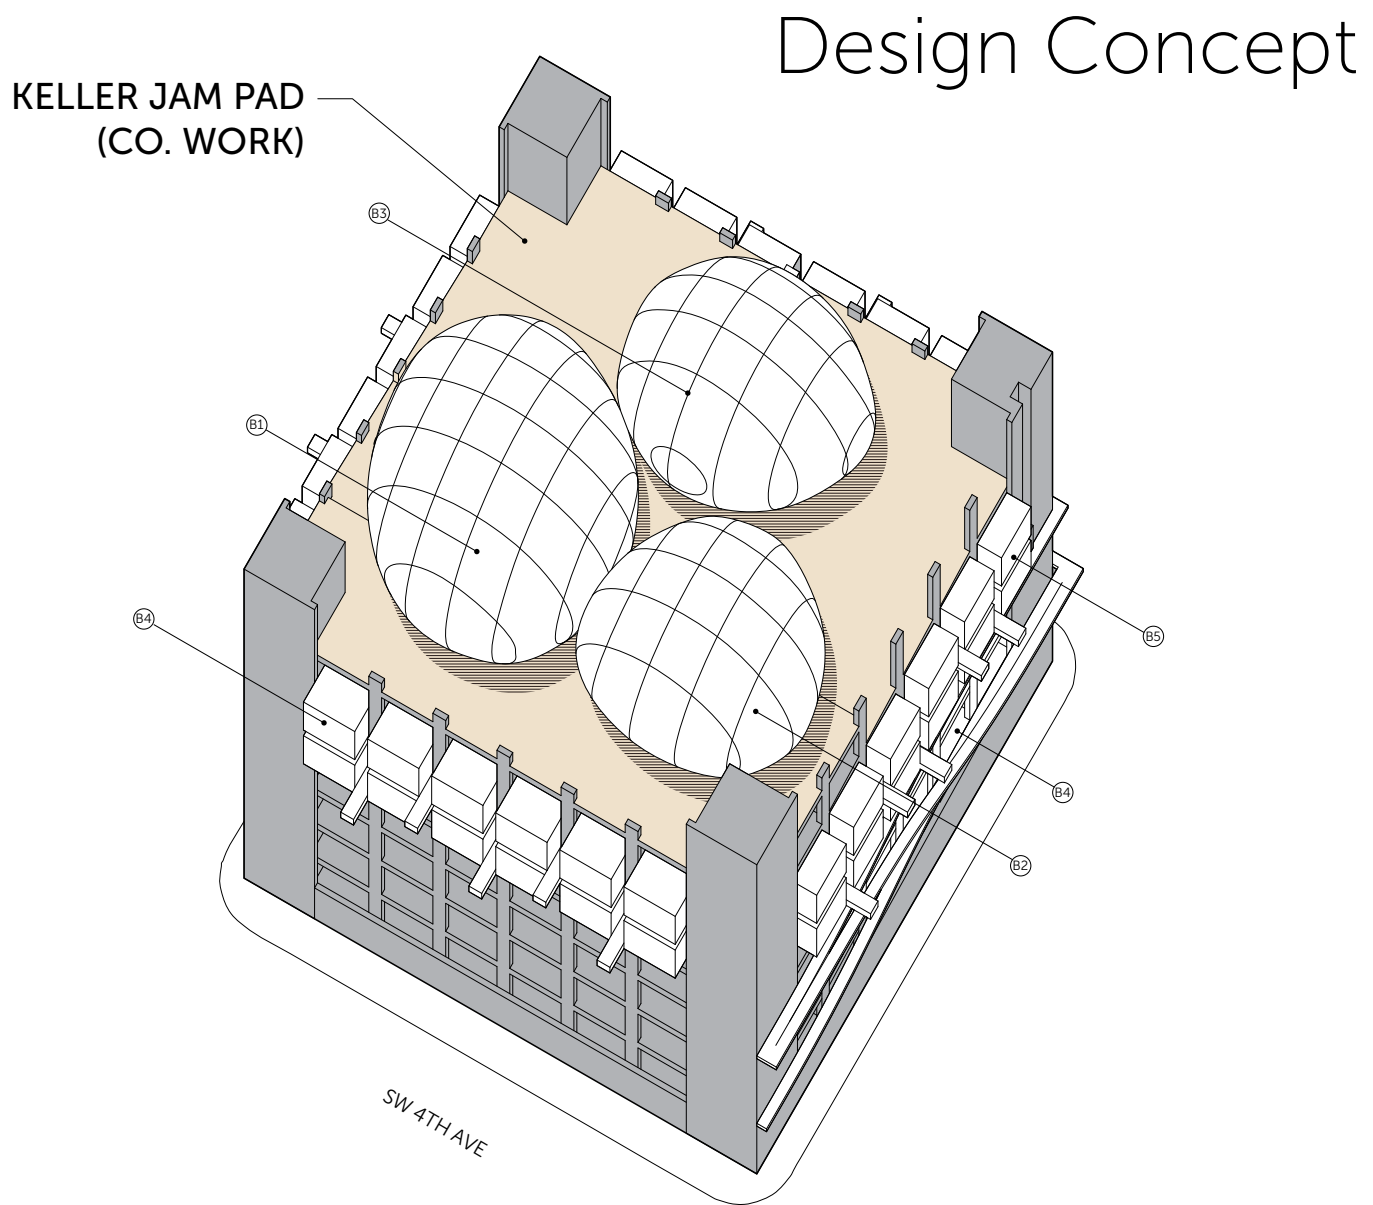 Design Concept
KELLER JAM PAD
(CO. WORK)
B3
B1
B4
B5
B4
B2
SW 4TH AVE